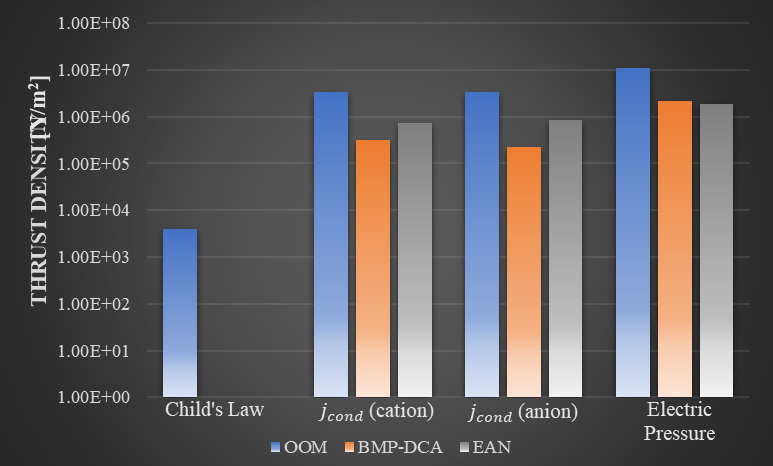 1.00E+08
1.00E+07
1.00E+06
1.00E+05
1.00E+04
1.00E+03
1.00E+02
1.00E+01
1.00E+00
THRUST DENSITY [N/m²]
Child's Law
j_cond (cation)
j_cond (anion)
Electric
Pressure
OOM BMP-DCA EAN